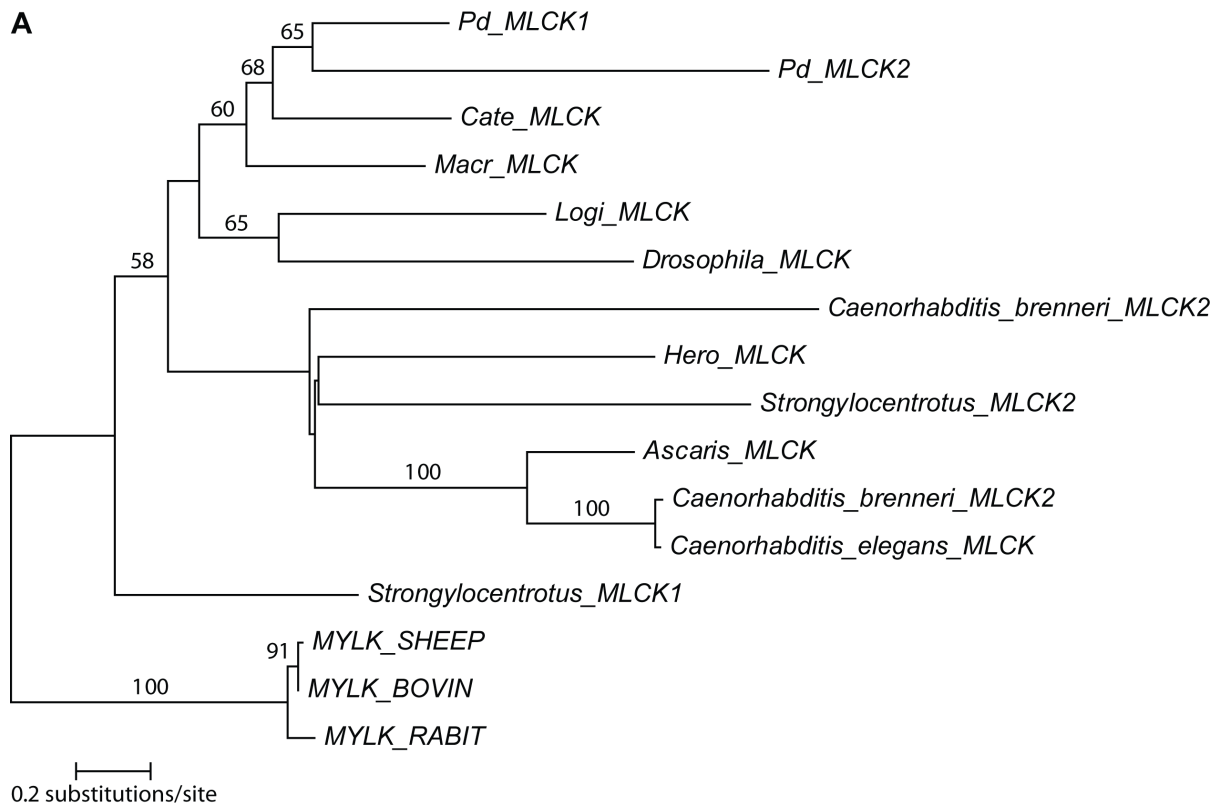 A
Pd_MLCK1
65
Pd_MLCK2
68
Cate_MLCK
60
Macr_MLCK
Logi_MLCK
65
Drosophila_MLCK
58
Caenorhabditis_brenneri_MLCK2
Hero_MLCK
Strongylocentrotus_MLCK2
Ascaris_MLCK
100
Caenorhabditis_brenneri_MLCK2
100
Caenorhabditis_elegans_MLCK
Strongylocentrotus_MLCK1
MYLK_SHEEP
91
MYLK_BOVIN
100
MYLK_RABIT
0.2 substitutions/site